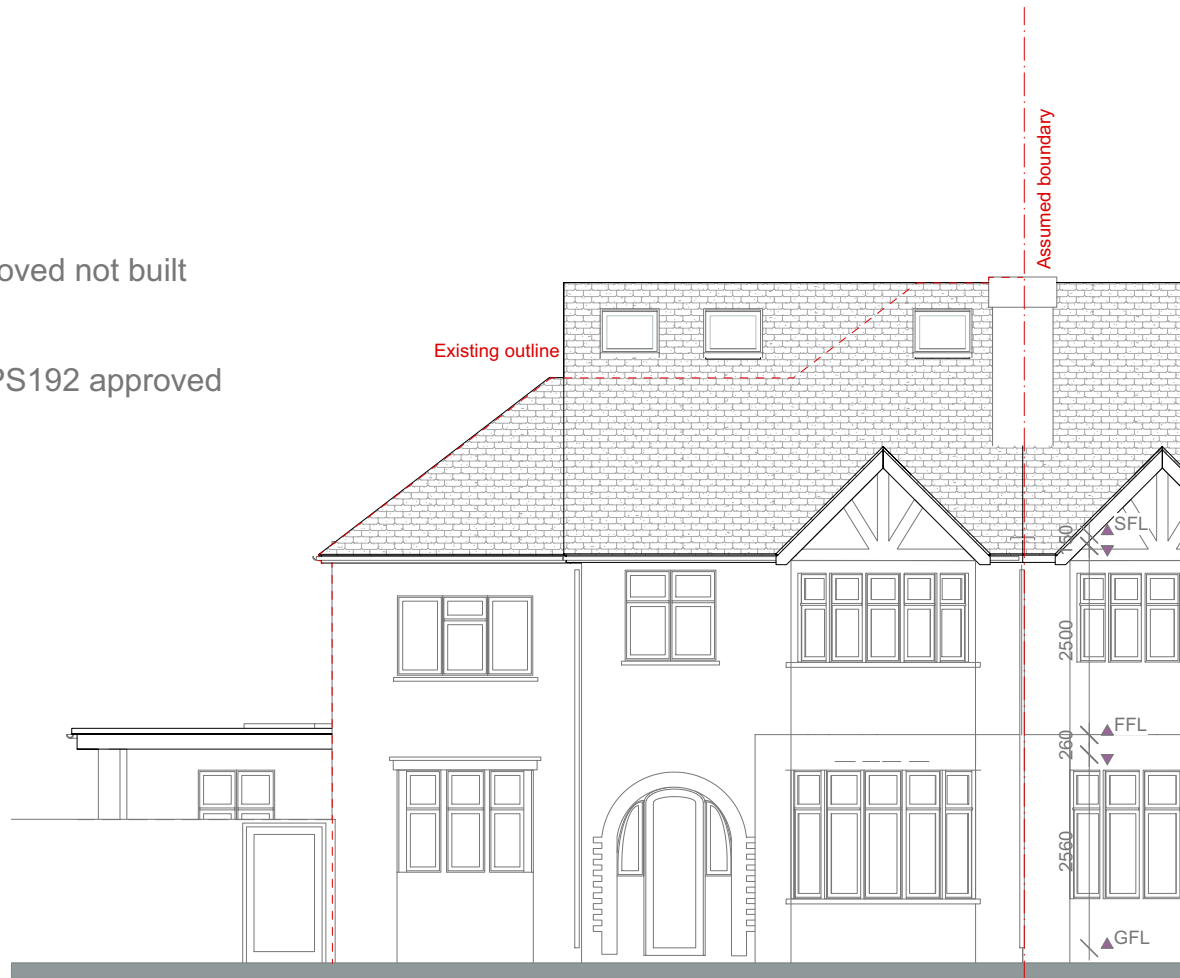 Assumed boundary
oved not built
Existing outline
PS192 approved
SFL
150
2500
FFL
260
2560
GFL